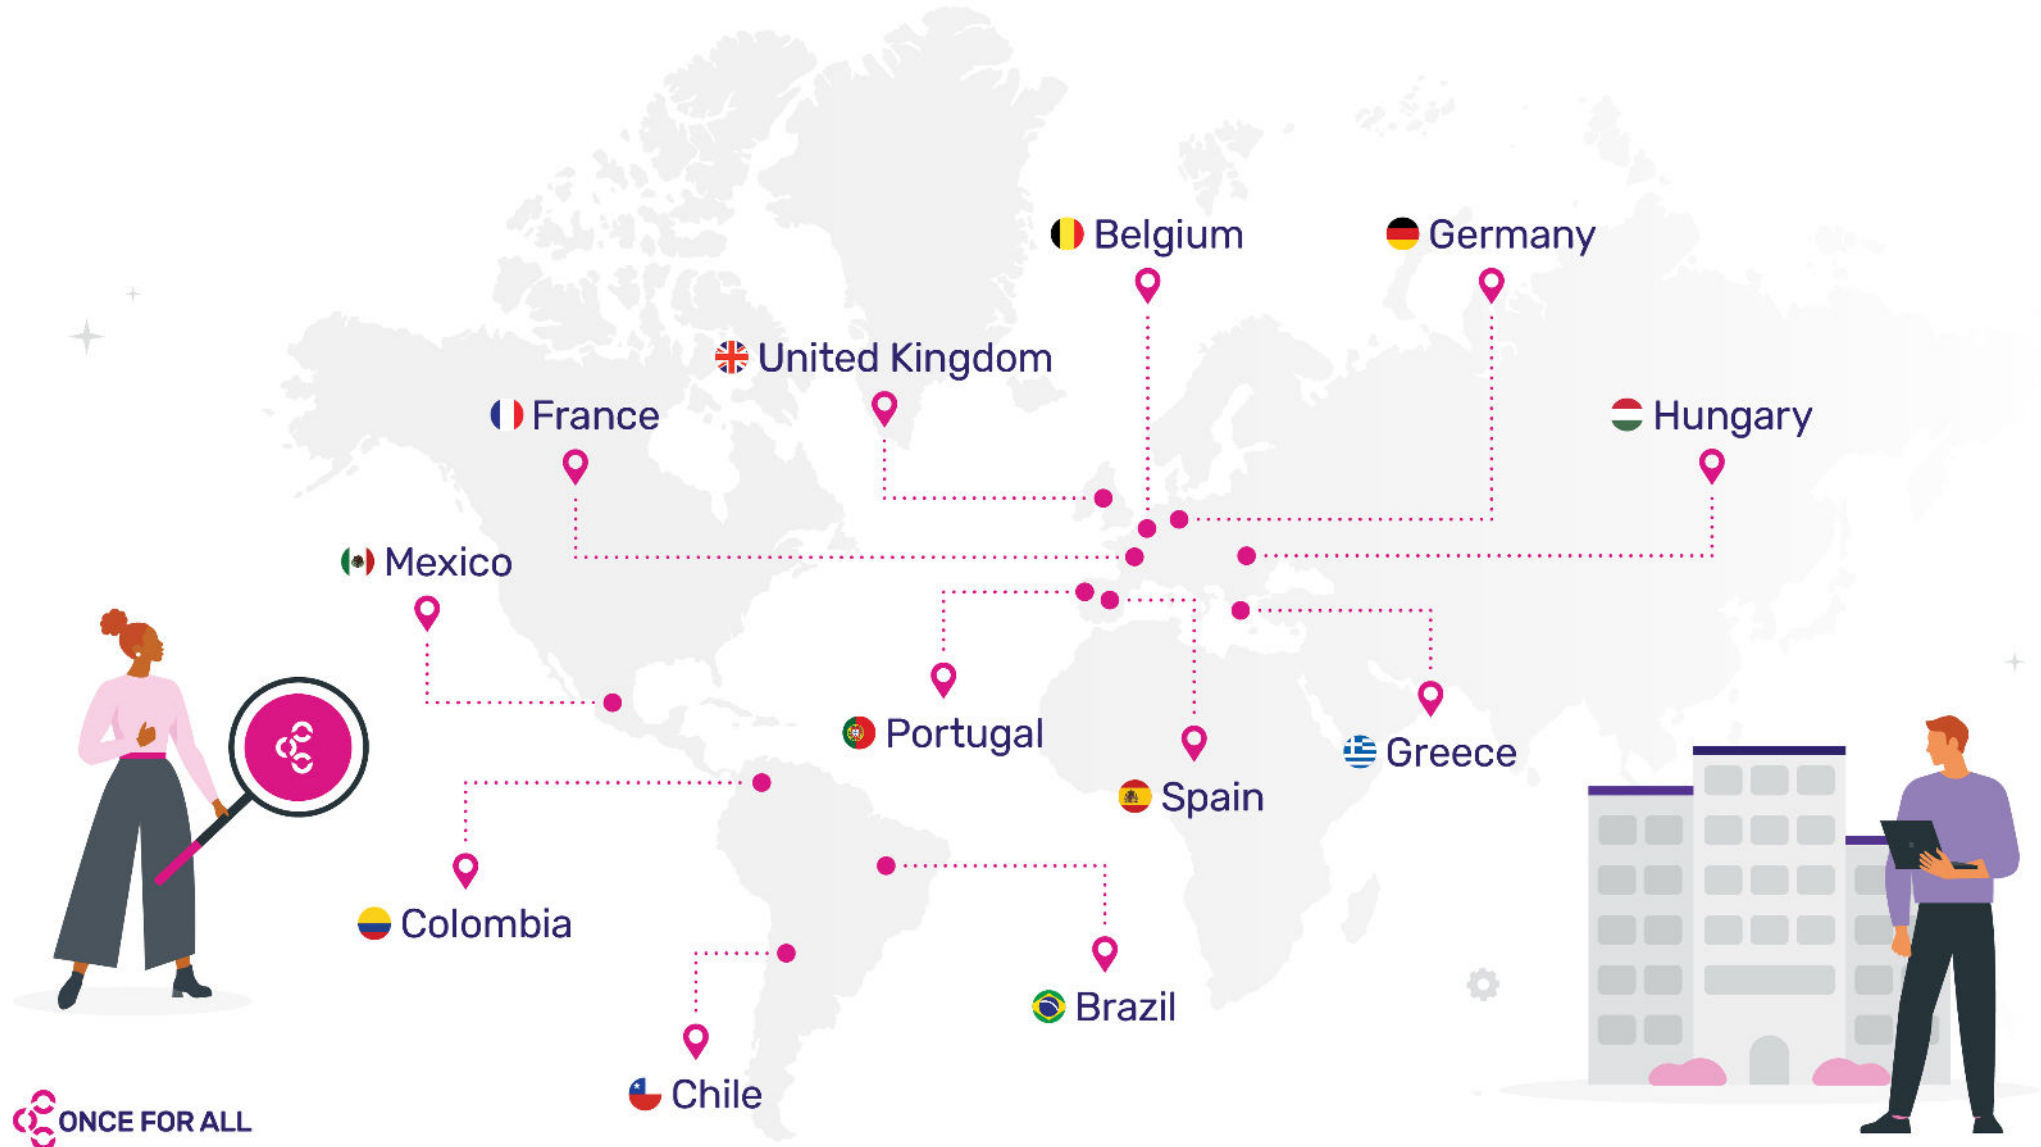 Belgium
Germany
United Kingdom
France
Hungary
Mexico
Portugal
Greece
Spain
Colombia
Brazil
Chile
ONCE FOR ALL